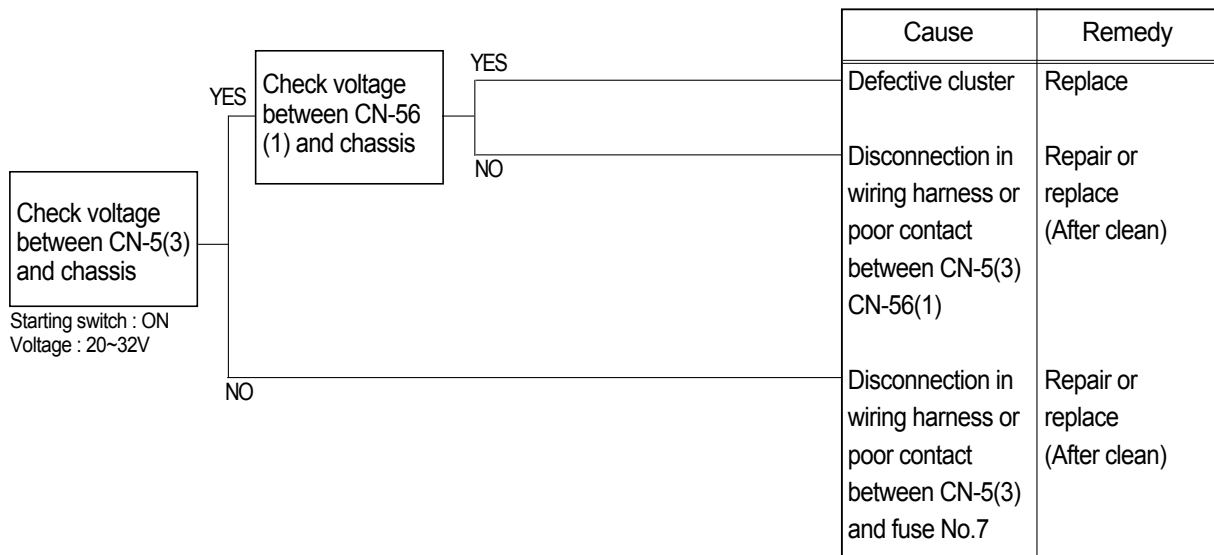 Cause
Remedy
YES
Check voltage
between CN-56
(1) and chassis
YES
Defective cluster
Replace
NO
Disconnection in
wiring harness or
poor contact
between CN-5(3)
CN-56(1)
Repair or
replace
(After clean)
Check voltage
between CN-5(3)
and chassis
Starting switch : ON
Voltage : 20~32V
NO
Disconnection in
wiring harness or
poor contact
between CN-5(3)
and fuse No.7
Repair or
replace
(After clean)